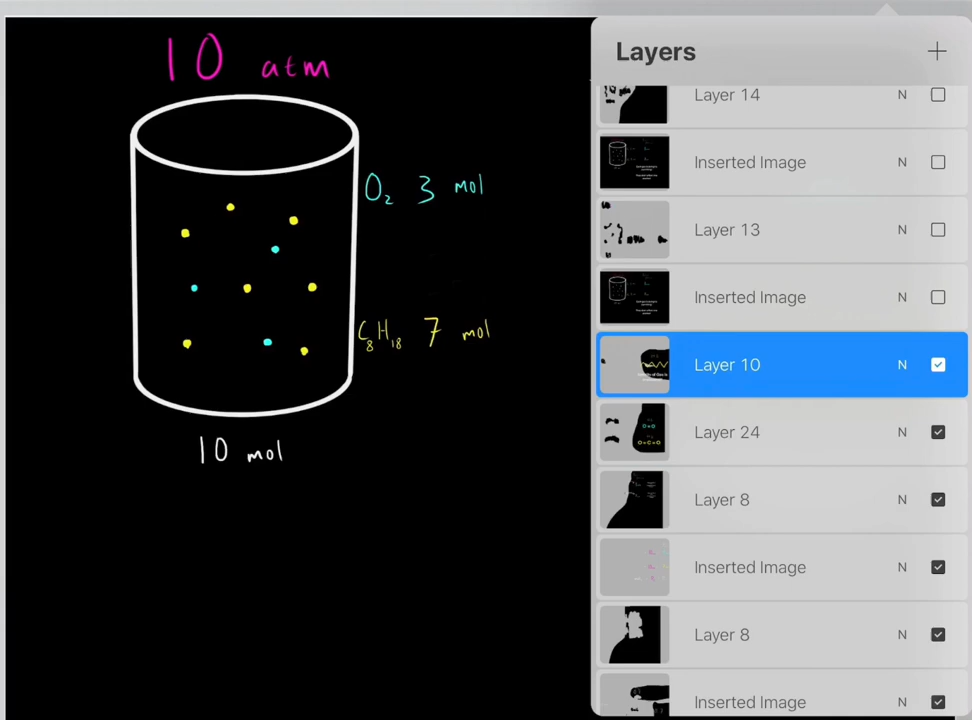 10 atm
O₂ 3 mol
C₈H₁₈ 7 mol
10 mol
Layers
Layer 14 N
Inserted Image N
Layer 13 N
Inserted Image N
Layer 10 N
Layer 24 N
Layer 8 N
Inserted Image N
Layer 8 N
Inserted Image N